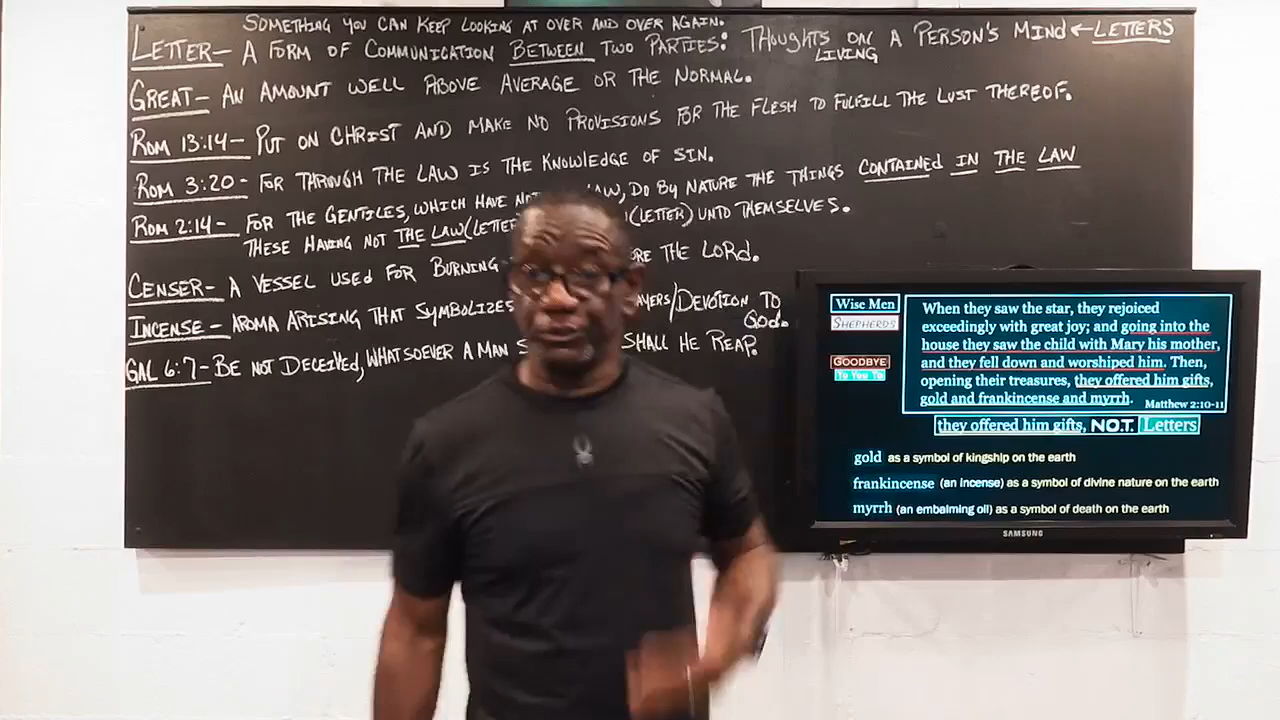 SOMETHING YOU CAN KEEP LOOKING AT OVER AND OVER AGAIN.
LETTER- A FORM OF COMMUNICATION BETWEEN TWO PARTIES: THOUGHTS ON A PERSON'S MIND ← LETTERS
LIVING
GREAT- AN AMOUNT WELL ABOVE AVERAGE OR THE NORMAL.
ROM 13:14- PUT ON CHRIST AND MAKE NO PROVISIONS FOR THE FLESH TO FULFILL THE LUST THEREOF.
ROM 3:20- FOR THROUGH THE LAW IS THE KNOWLEDGE OF SIN.
ROM 2:14- FOR THE GENTILES, WHICH HAVE NOT LAW, DO BY NATURE THE THINGS CONTAINED IN THE LAW
THESE HAVING NOT THE LAW(LETTER) (LETTER) UNTO THEMSELVES.
CENSER- A VESSEL USED FOR BURNING THE LORD.
INCENSE- AROMA ARISING THAT SYMBOLIZES /DEVOTION TO
GOD.
GAL 6:7- BE NOT DECEIVED, WHATSOEVER A MAN SHALL HE REAP.
Wise Men
SHEPHERDS
GOODBYE
To You To
When they saw the star, they rejoiced
exceedingly with great joy; and going into the
house they saw the child with Mary his mother,
and they fell down and worshiped him. Then,
opening their treasures, they offered him gifts,
gold and frankincense and myrrh. Matthew 2:10-11
they offered him gifts, N.O.T. Letters
gold as a symbol of kingship on the earth
frankincense (an incense) as a symbol of divine nature on the earth
myrrh (an embalming oil) as a symbol of death on the earth
SAMSUNG